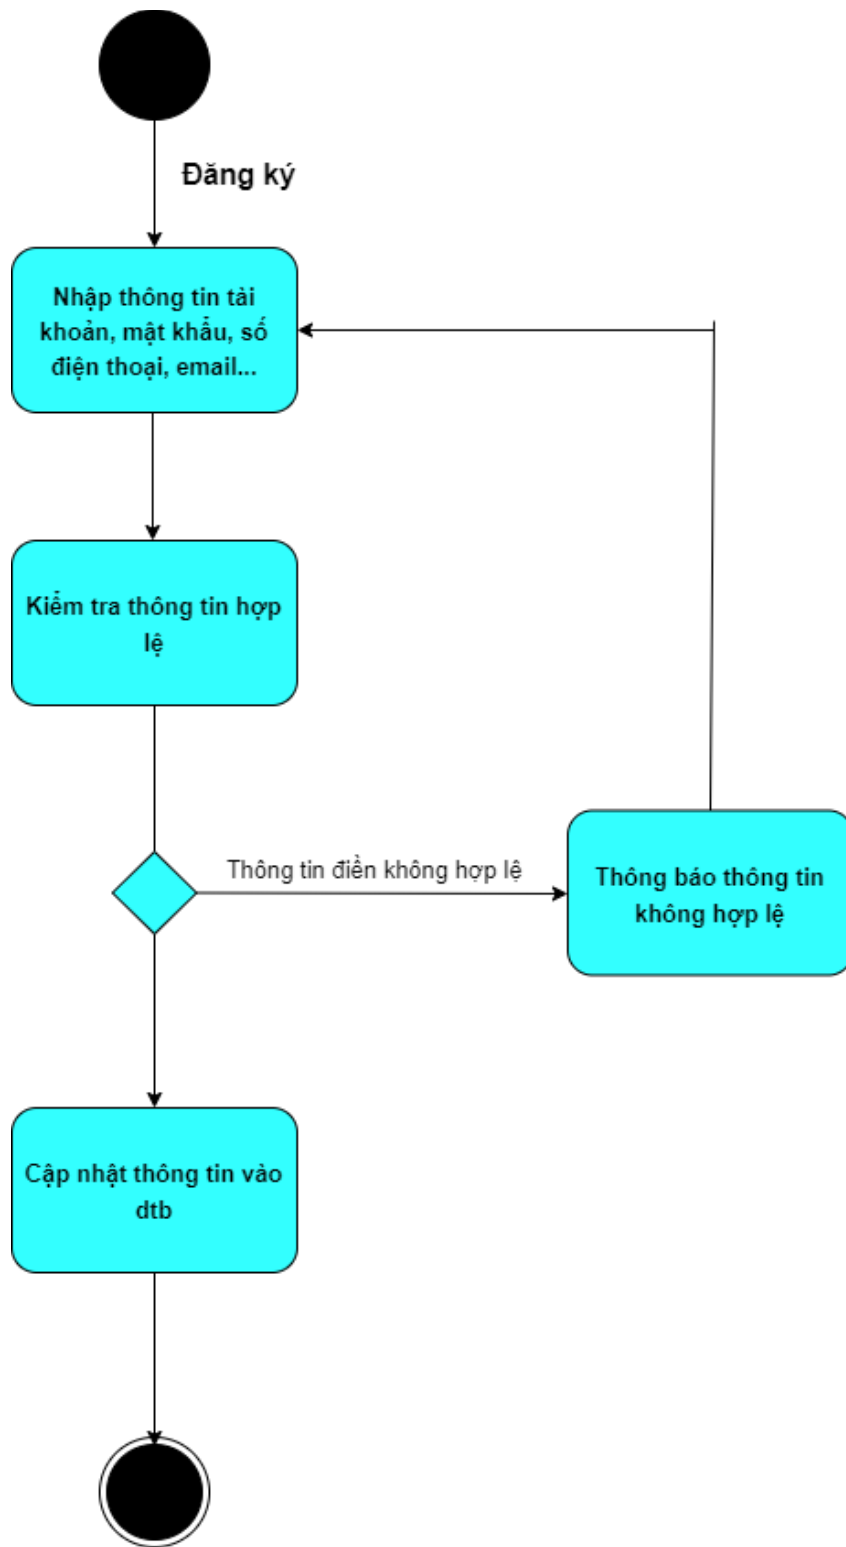 Đăng ký
Nhập thông tin tài
khoản, mật khẩu, số
điện thoại, email...
Kiểm tra thông tin hợp
lệ
Thông tin điền không hợp lệ
Thông báo thông tin
không hợp lệ
Cập nhật thông tin vào
dtb